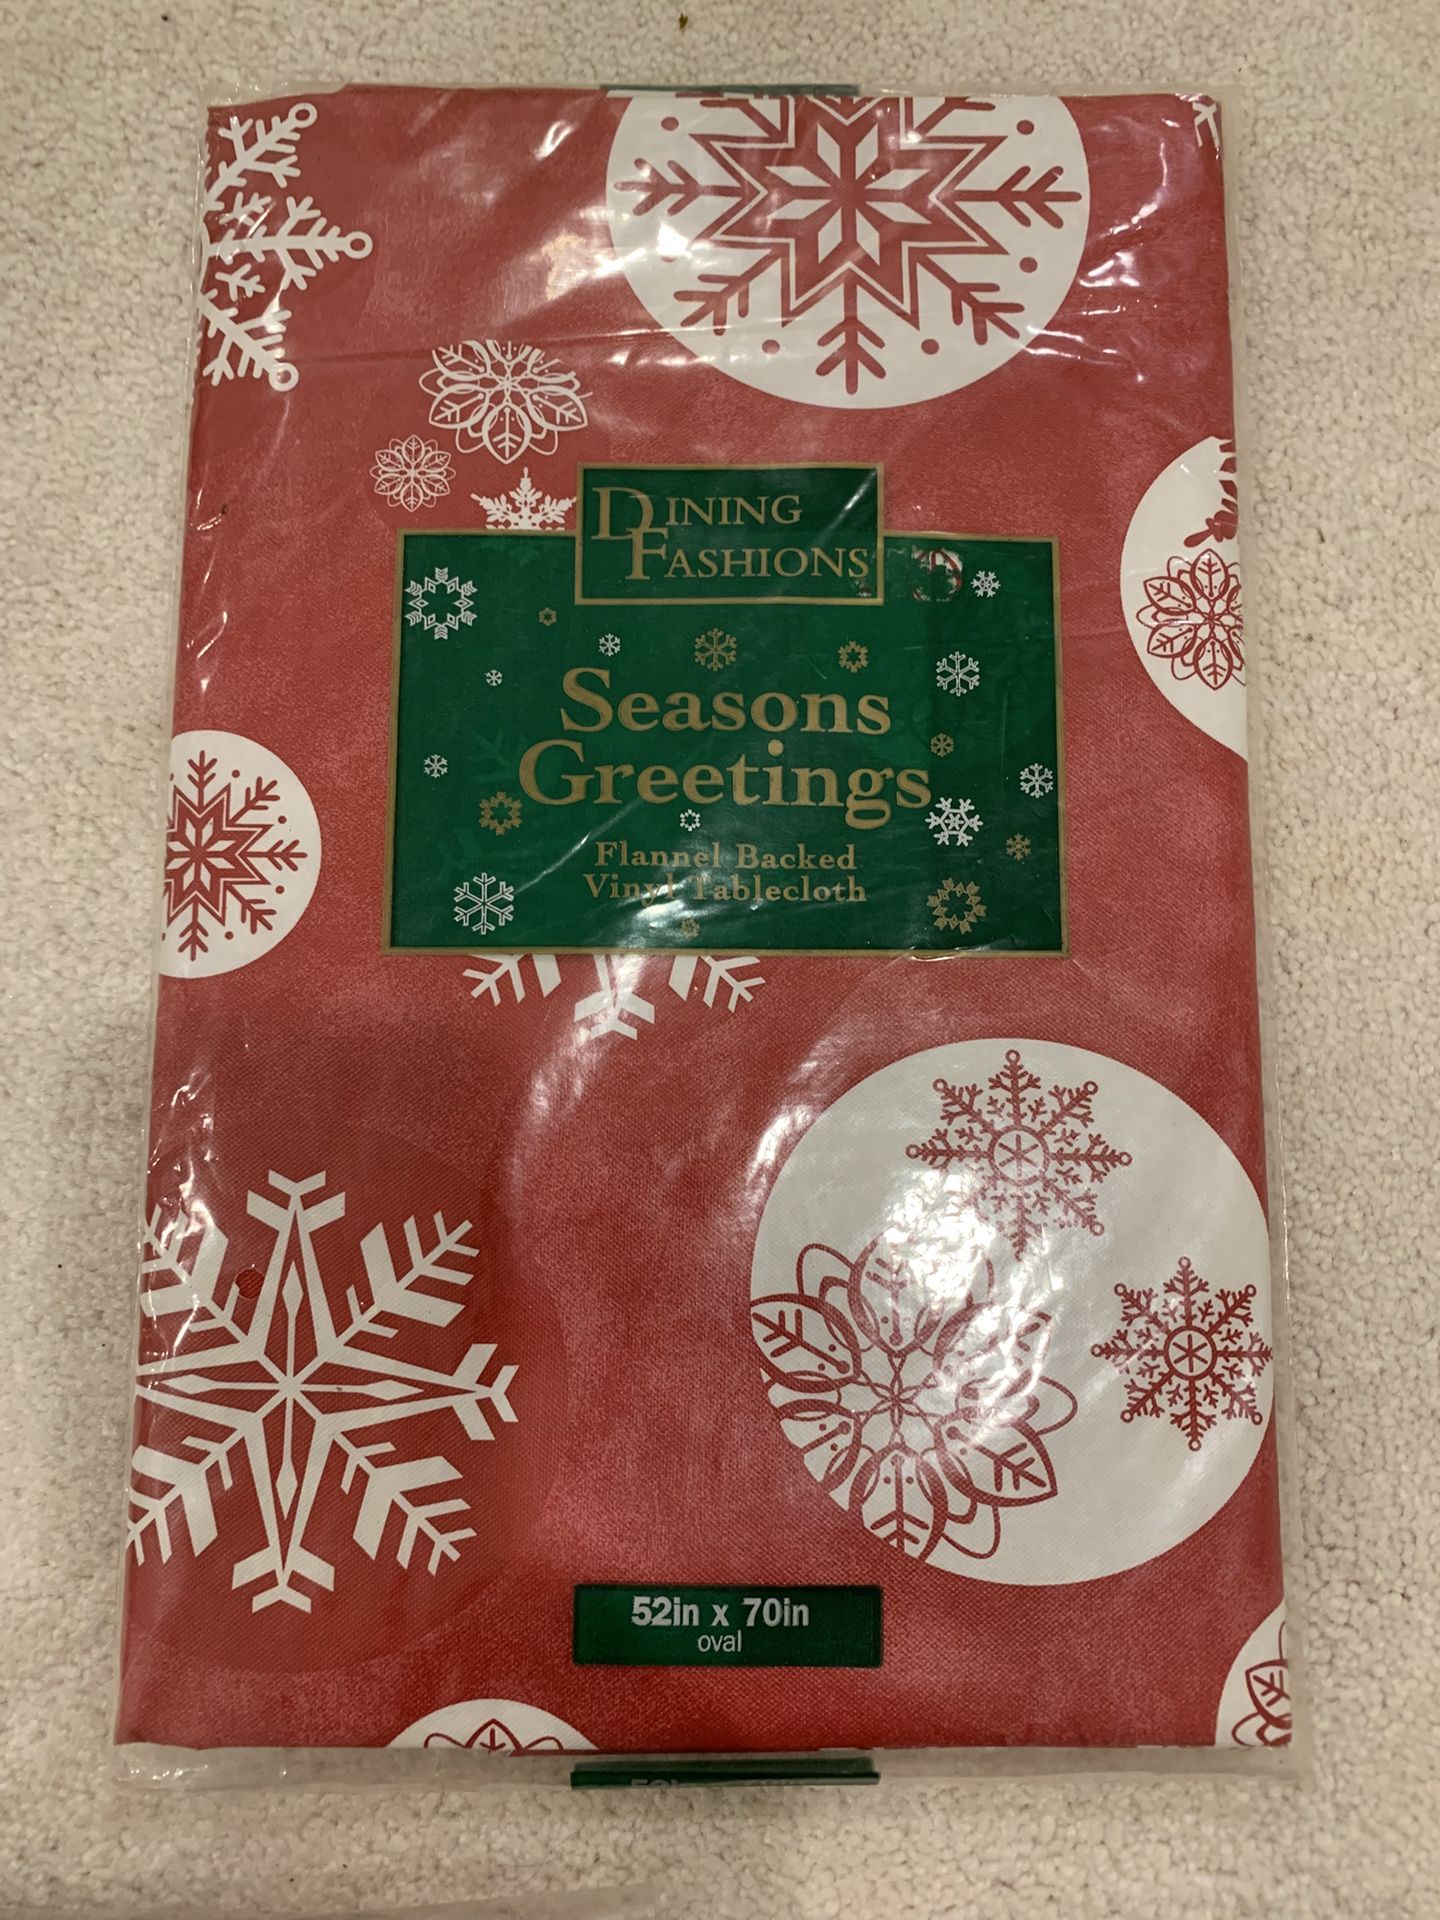 DINING
FASHIONS
Seasons
Greetings
Flannel Backed
Vinyl Tablecloth
52in x 70in
oval